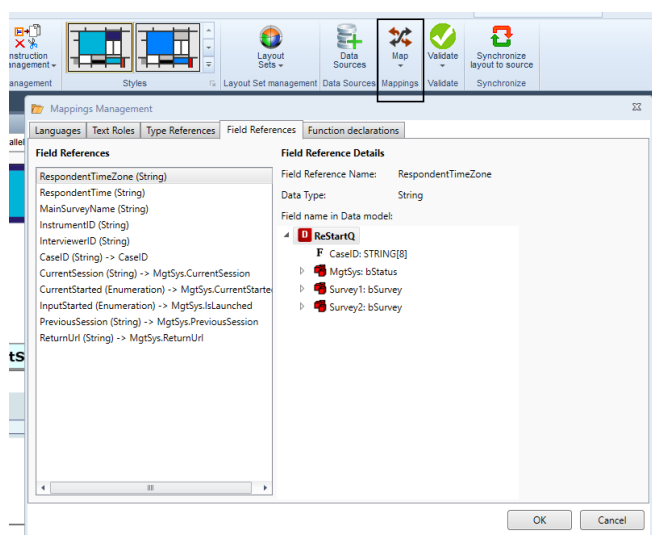 nstruction
anagement
Layout
Sets
Data
Sources
Map
Validate
Synchronize
layout to source
anagement
Styles
Layout Set management
Data Sources
Mappings
Validate
Synchronize
Mappings Management
allel
Languages
Text Roles
Type References
Field References
Function declarations
Field References
Field Reference Details
RespondentTimeZone (String)
Field Reference Name: RespondentTimeZone
RespondentTime (String)
Data Type: String
MainSurveyName (String)
Field name in Data model:
InstrumentID (String)
D ReStartQ
InterviewerID (String)
F CaseID: STRING[8]
CaseID (String) -> CaseID
MgtSys: bStatus
CurrentSession (String) -> MgtSys.CurrentSession
CurrentStarted (Enumeration) -> MgtSys.CurrentStarte
Survey1: bSurvey
InputStarted (Enumeration) -> MgtSys.IsLaunched
Survey2: bSurvey
PreviousSession (String) -> MgtSys.PreviousSession
ReturnUrl (String) -> MgtSys.ReturnUrl
tS
OK
Cancel